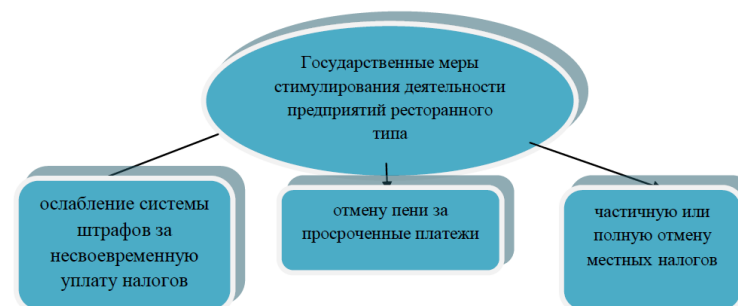 Государственные меры
стимулирования деятельности
предприятий ресторанного
типа
ослабление системы
штрафов за
несвоевременную
уплату налогов
отмену пени за
просроченные платежи
частичную или
полную отмену
местных налогов